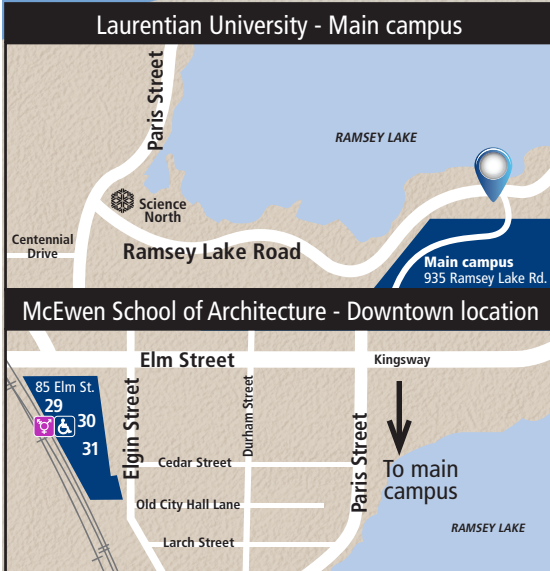 Laurentian University - Main campus
Paris Street
RAMSEY LAKE
Science
North
Centennial
Drive
Ramsey Lake Road
Main campus
935 Ramsey Lake Rd.
McEwen School of Architecture - Downtown location
Elm Street
Kingsway
85 Elm St.
29
30
31
Elgin Street
Durham Street
Paris Street
Cedar Street
To main
campus
Old City Hall Lane
RAMSEY LAKE
Larch Street